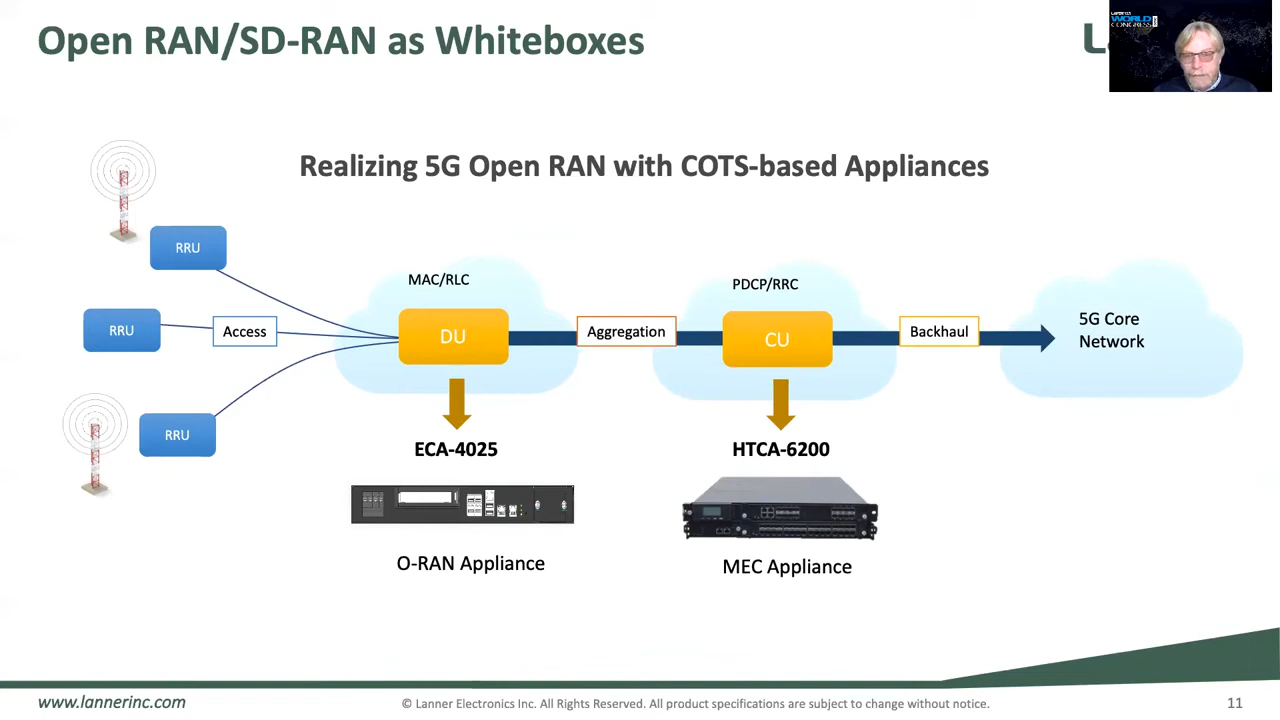 Open RAN/SD-RAN as Whiteboxes
WORLD
CONGRESS
Realizing 5G Open RAN with COTS-based Appliances
RRU
MAC/RLC
PDCP/RRC
RRU
Access
DU
Aggregation
CU
Backhaul
5G Core
Network
RRU
ECA-4025
HTCA-6200
O-RAN Appliance
MEC Appliance
www.lannerinc.com
© Lanner Electronics Inc. All Rights Reserved. All product specifications are subject to change without notice.
11